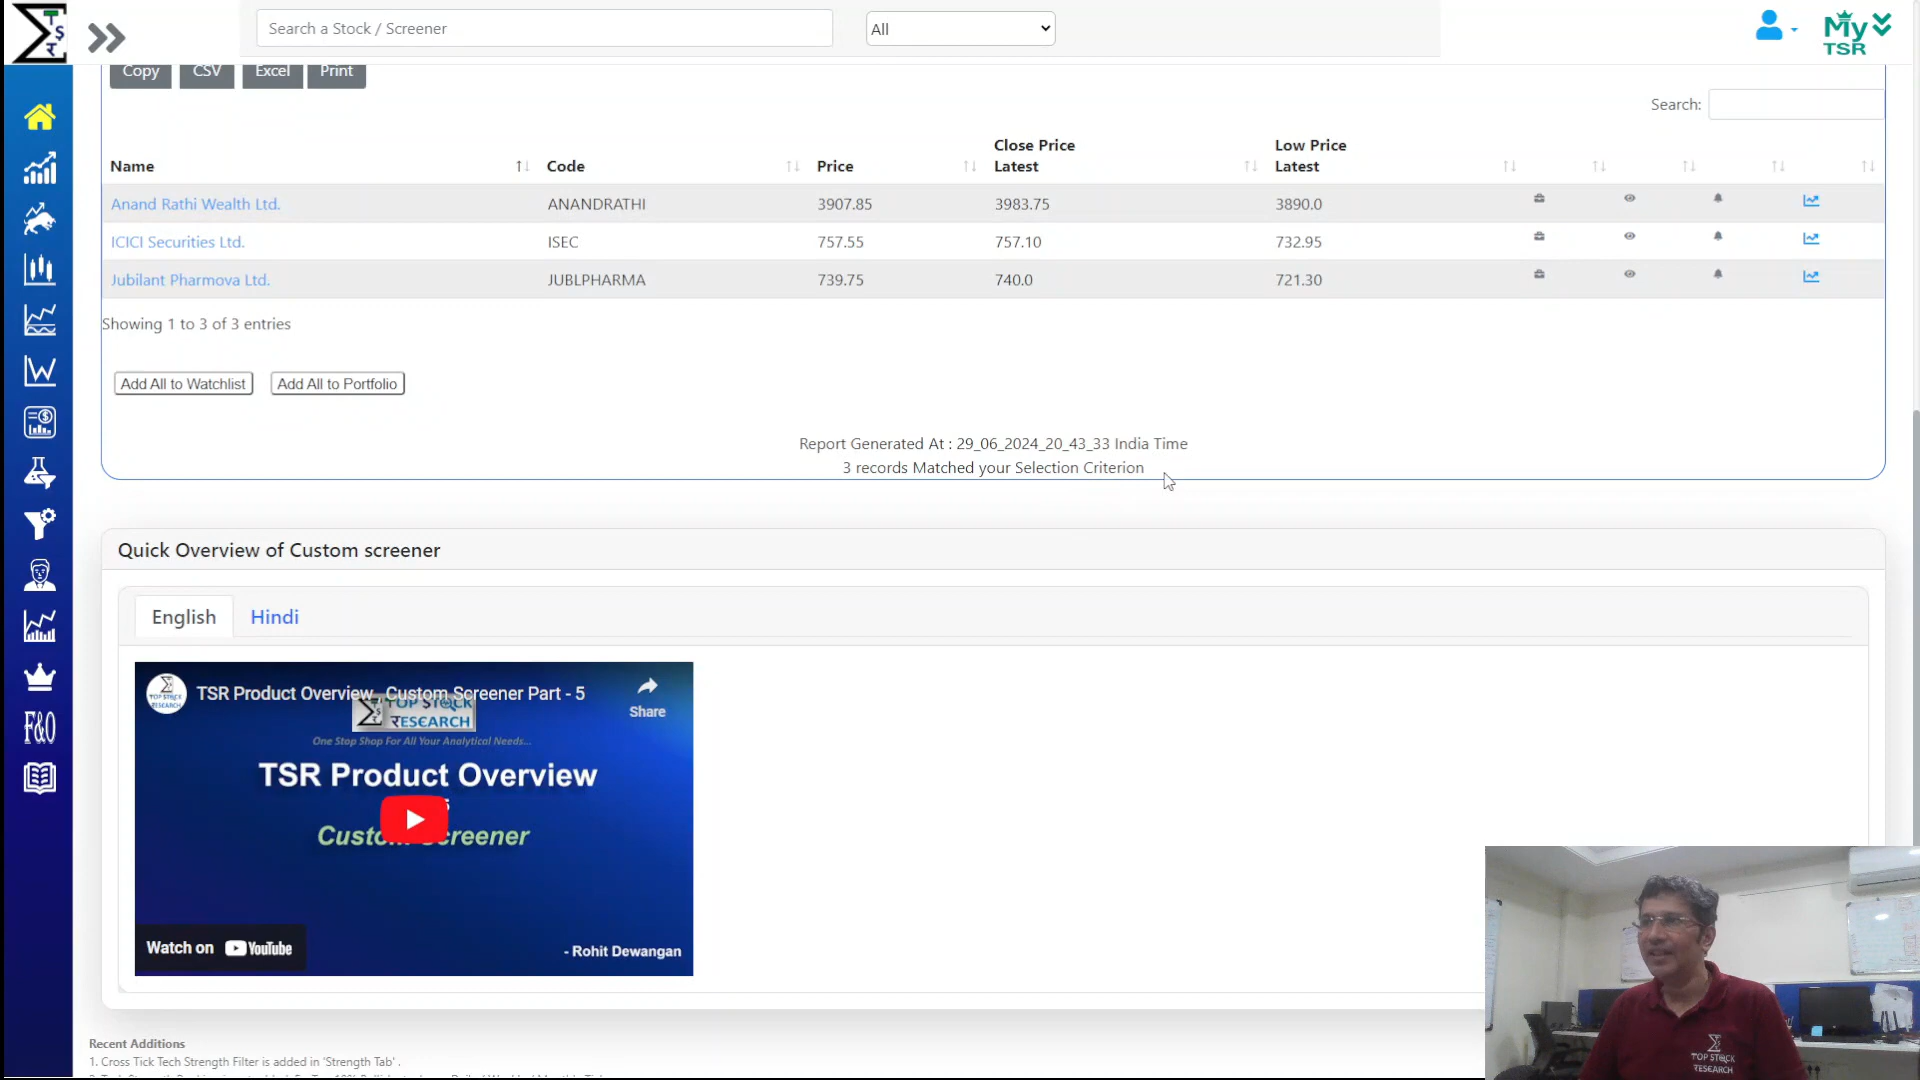 Search a Stock / Screener
All
My
TSR
Copy
CSV
Excel
Print
Search:
Name
Code
Price
Close Price
Latest
Low Price
Latest
Anand Rathi Wealth Ltd.
ANANDRATHI
3907.85
3983.75
3890.0
ICICI Securities Ltd.
ISEC
757.55
757.10
732.95
Jubilant Pharmova Ltd.
JUBLPHARMA
739.75
740.0
721.30
Showing 1 to 3 of 3 entries
Add All to Watchlist
Add All to Portfolio
Report Generated At : 29_06_2024_20_43_33 India Time
3 records Matched your Selection Criterion
F&O
Quick Overview of Custom screener
English
Hindi
TSR Product Overview - Custom Screener Part - 5
Share
TOP STOCK
RESEARCH
One Stop Shop For All Your Analytical Needs...
TSR Product Overview
Watch on YouTube
- Rohit Dewangan
TOP STOCK
RESEARCH
Recent Additions
1. Cross Tick Tech Strength Filter is added in 'Strength Tab' .